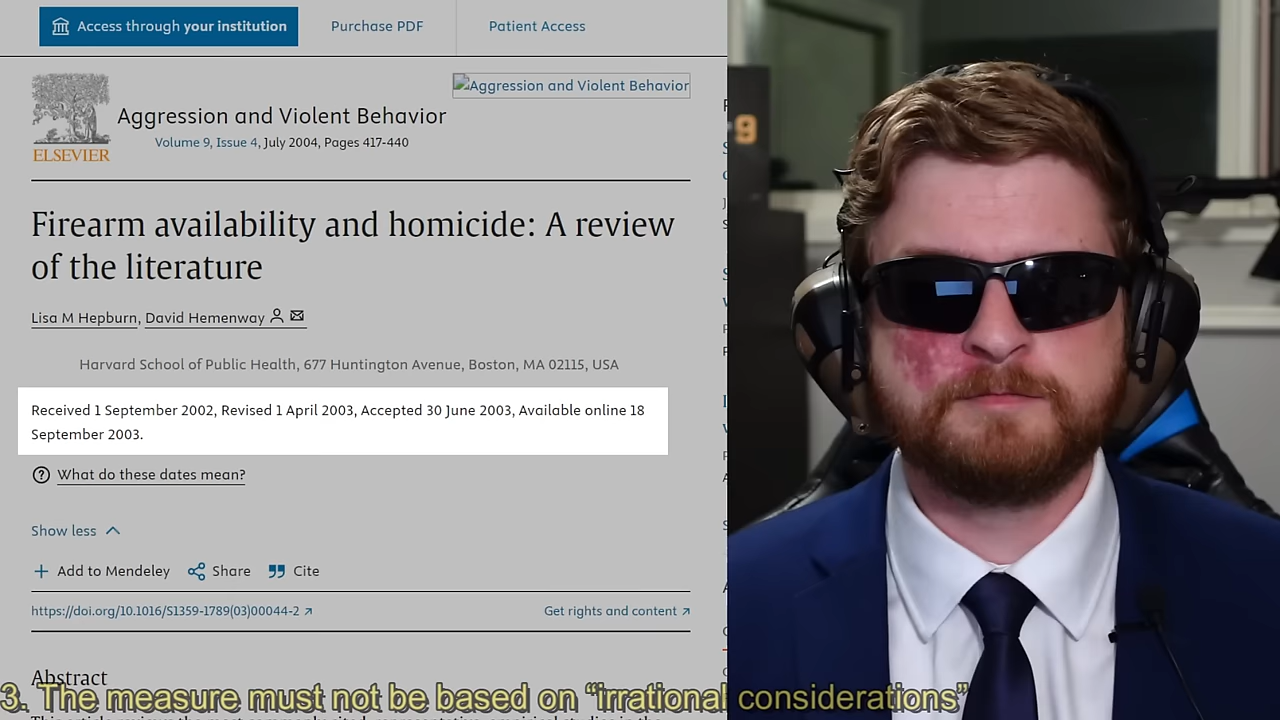 Access through your institution
Purchase PDF
Patient Access
ELSEVIER
Aggression and Violent Behavior
Volume 9, Issue 4, July 2004, Pages 417-440
Aggression and Violent Behavior
Firearm availability and homicide: A review
of the literature
Lisa M Hepburn, David Hemenway
Harvard School of Public Health, 677 Huntington Avenue, Boston, MA 02115, USA
Received 1 September 2002, Revised 1 April 2003, Accepted 30 June 2003, Available online 18
September 2003.
What do these dates mean?
Show less
Add to Mendeley
Share
Cite
https://doi.org/10.1016/S1359-1789(03)00044-2
Get rights and content
Abstract
3. The measure must not be based on “irrational considerations”
9